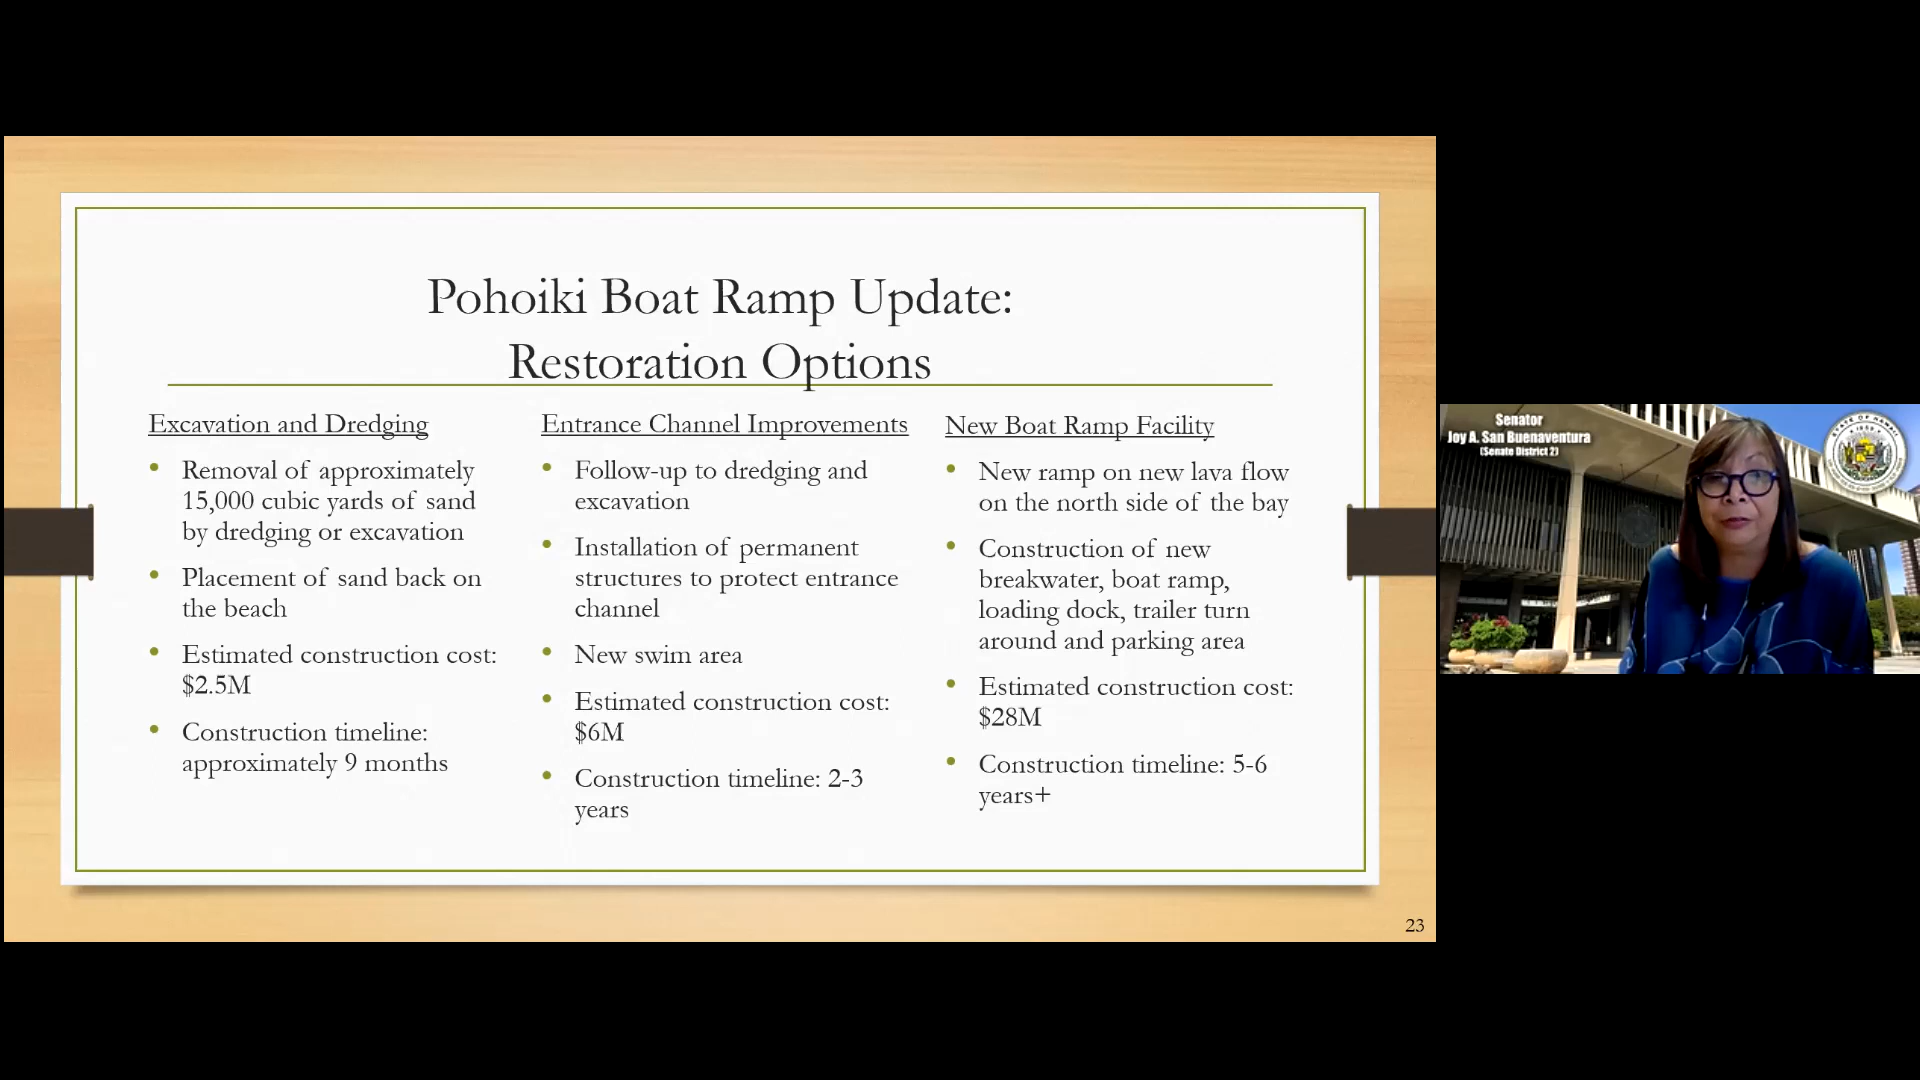 Pohoiki Boat Ramp Update:
Restoration Options
Excavation and Dredging
Removal of approximately
15,000 cubic yards of sand
by dredging or excavation
Placement of sand back on
the beach
Estimated construction cost:
$2.5M
Construction timeline:
approximately 9 months
Entrance Channel Improvements
Follow-up to dredging and
excavation
Installation of permanent
structures to protect entrance
channel
New swim area
Estimated construction cost:
$6M
Construction timeline: 2-3
years
New Boat Ramp Facility
New ramp on new lava flow
on the north side of the bay
Construction of new
breakwater, boat ramp,
loading dock, trailer turn
around and parking area
Estimated construction cost:
$28M
Construction timeline: 5-6
years+
23
Senator
Joy A. San Buenaventura
(Senate District 2)
STATE OF HAWAII